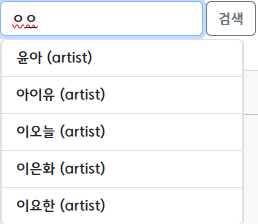 ㅇㅇ 검색
윤아 (artist)
아이유 (artist)
이오늘 (artist)
이은화 (artist)
이요한 (artist)